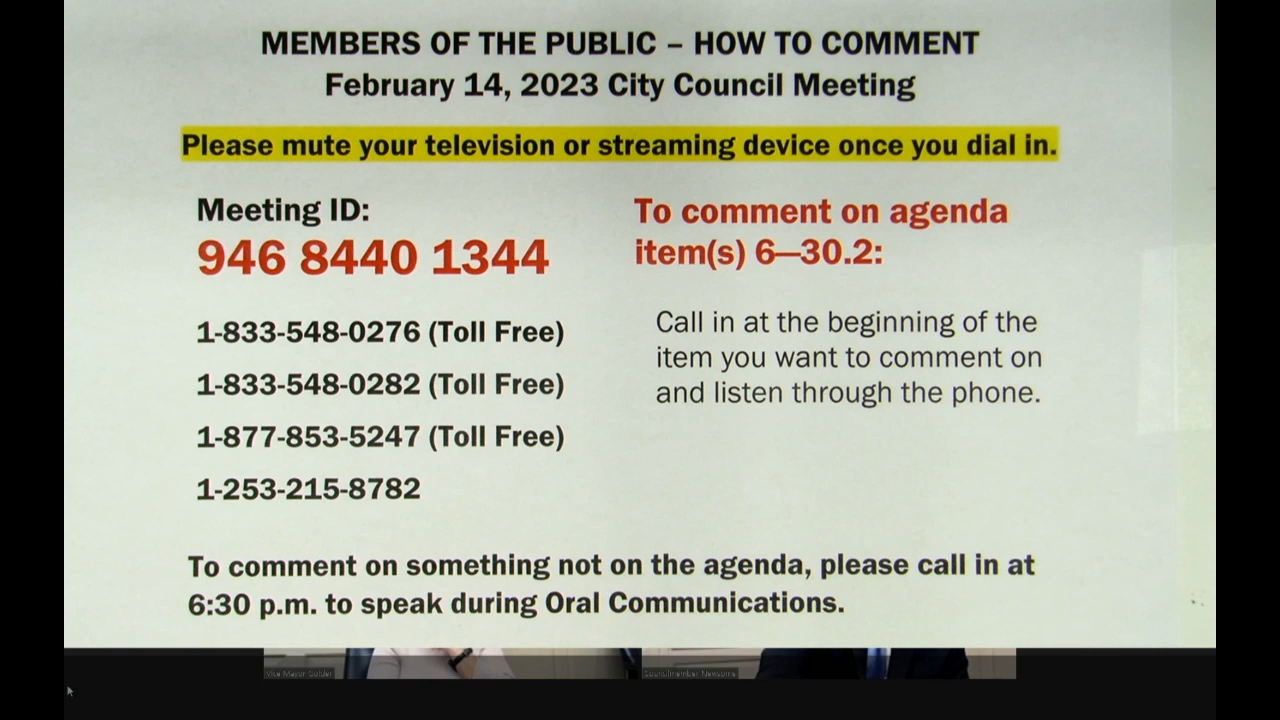 MEMBERS OF THE PUBLIC – HOW TO COMMENT
February 14, 2023 City Council Meeting
Please mute your television or streaming device once you dial in.
Meeting ID:
946 8440 1344
1-833-548-0276 (Toll Free)
1-833-548-0282 (Toll Free)
1-877-853-5247 (Toll Free)
1-253-215-8782
To comment on agenda
item(s) 6—30.2:
Call in at the beginning of the
item you want to comment on
and listen through the phone.
To comment on something not on the agenda, please call in at
6:30 p.m. to speak during Oral Communications.
Vice Mayor Golder
Councilmember Newsome